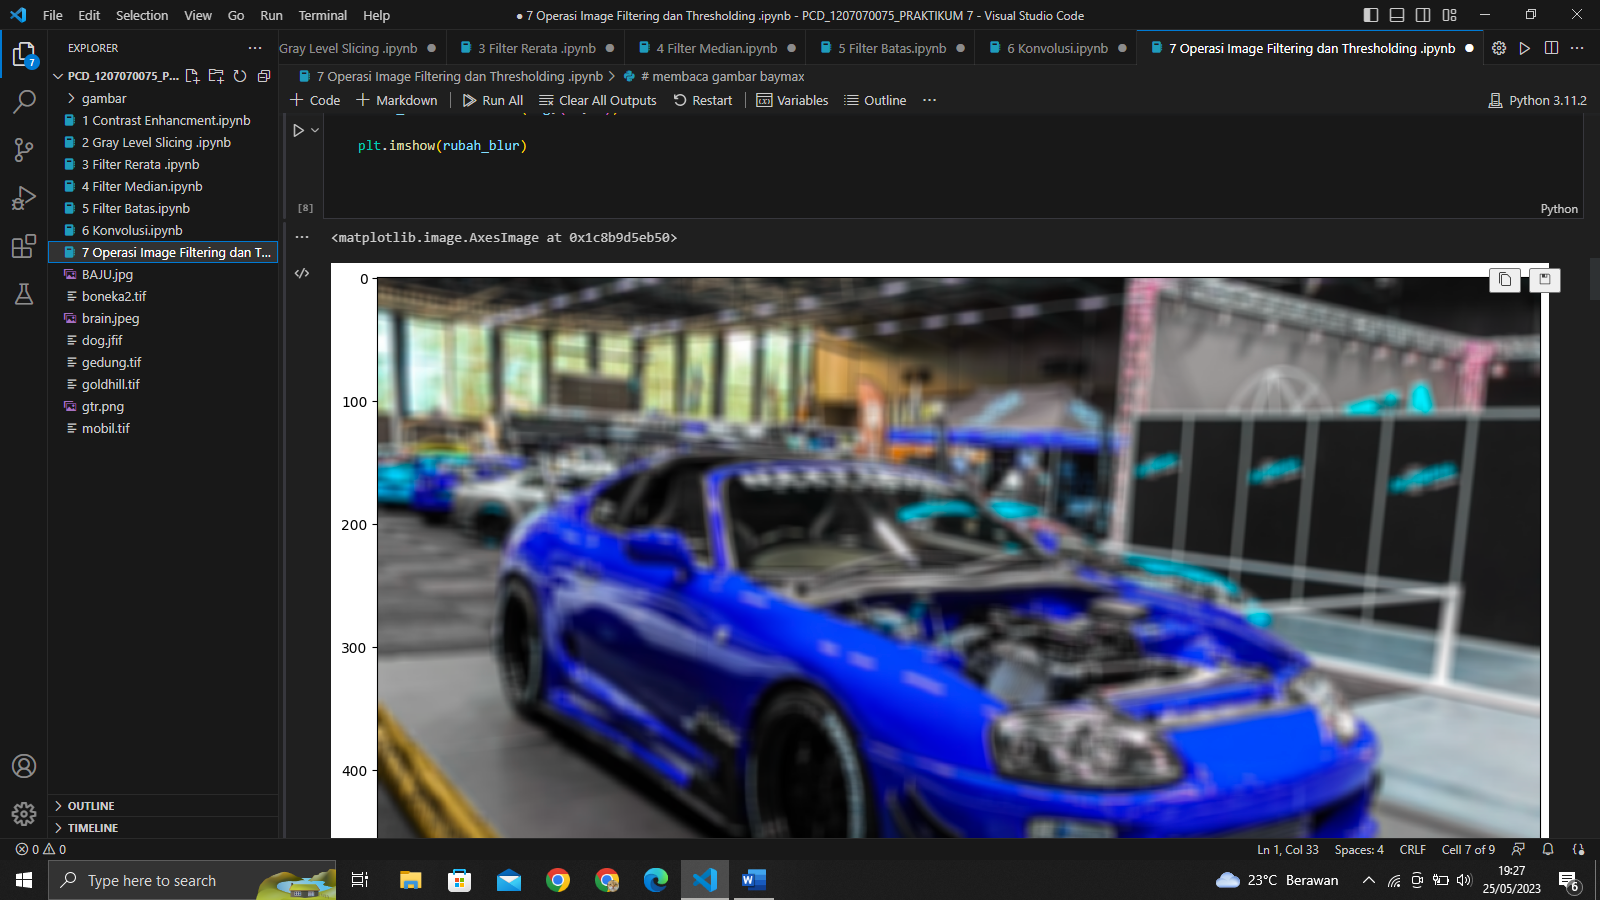 File Edit Selection View Go Run Terminal Help
● 7 Operasi Image Filtering dan Thresholding .ipynb - PCD_1207070075_PRAKTIKUM 7 - Visual Studio Code
EXPLORER
Gray Level Slicing .ipynb
3 Filter Rerata .ipynb
4 Filter Median.ipynb
5 Filter Batas.ipynb
6 Konvolusi.ipynb
7 Operasi Image Filtering dan Thresholding .ipynb
PCD_1207070075_P...
7 Operasi Image Filtering dan Thresholding .ipynb > # membaca gambar baymax
Code Markdown Run All Clear All Outputs Restart Variables Outline ...
Python 3.11.2
gambar
1 Contrast Enhancment.ipynb
2 Gray Level Slicing .ipynb
3 Filter Rerata .ipynb
4 Filter Median.ipynb
5 Filter Batas.ipynb
6 Konvolusi.ipynb
7 Operasi Image Filtering dan T...
BAJU.jpg
boneka2.tif
brain.jpeg
dog.jfif
gedung.tif
goldhill.tif
gtr.png
mobil.tif
OUTLINE
TIMELINE
plt.imshow(rubah_blur)
[8]
Python
<matplotlib.image.AxesImage at 0x1c8b9d5eb50>
0
100
200
300
400
0 0
Ln 1, Col 33 Spaces: 4 CRLF Cell 7 of 9
7
Type here to search
23°C Berawan
19:27
25/05/2023
6